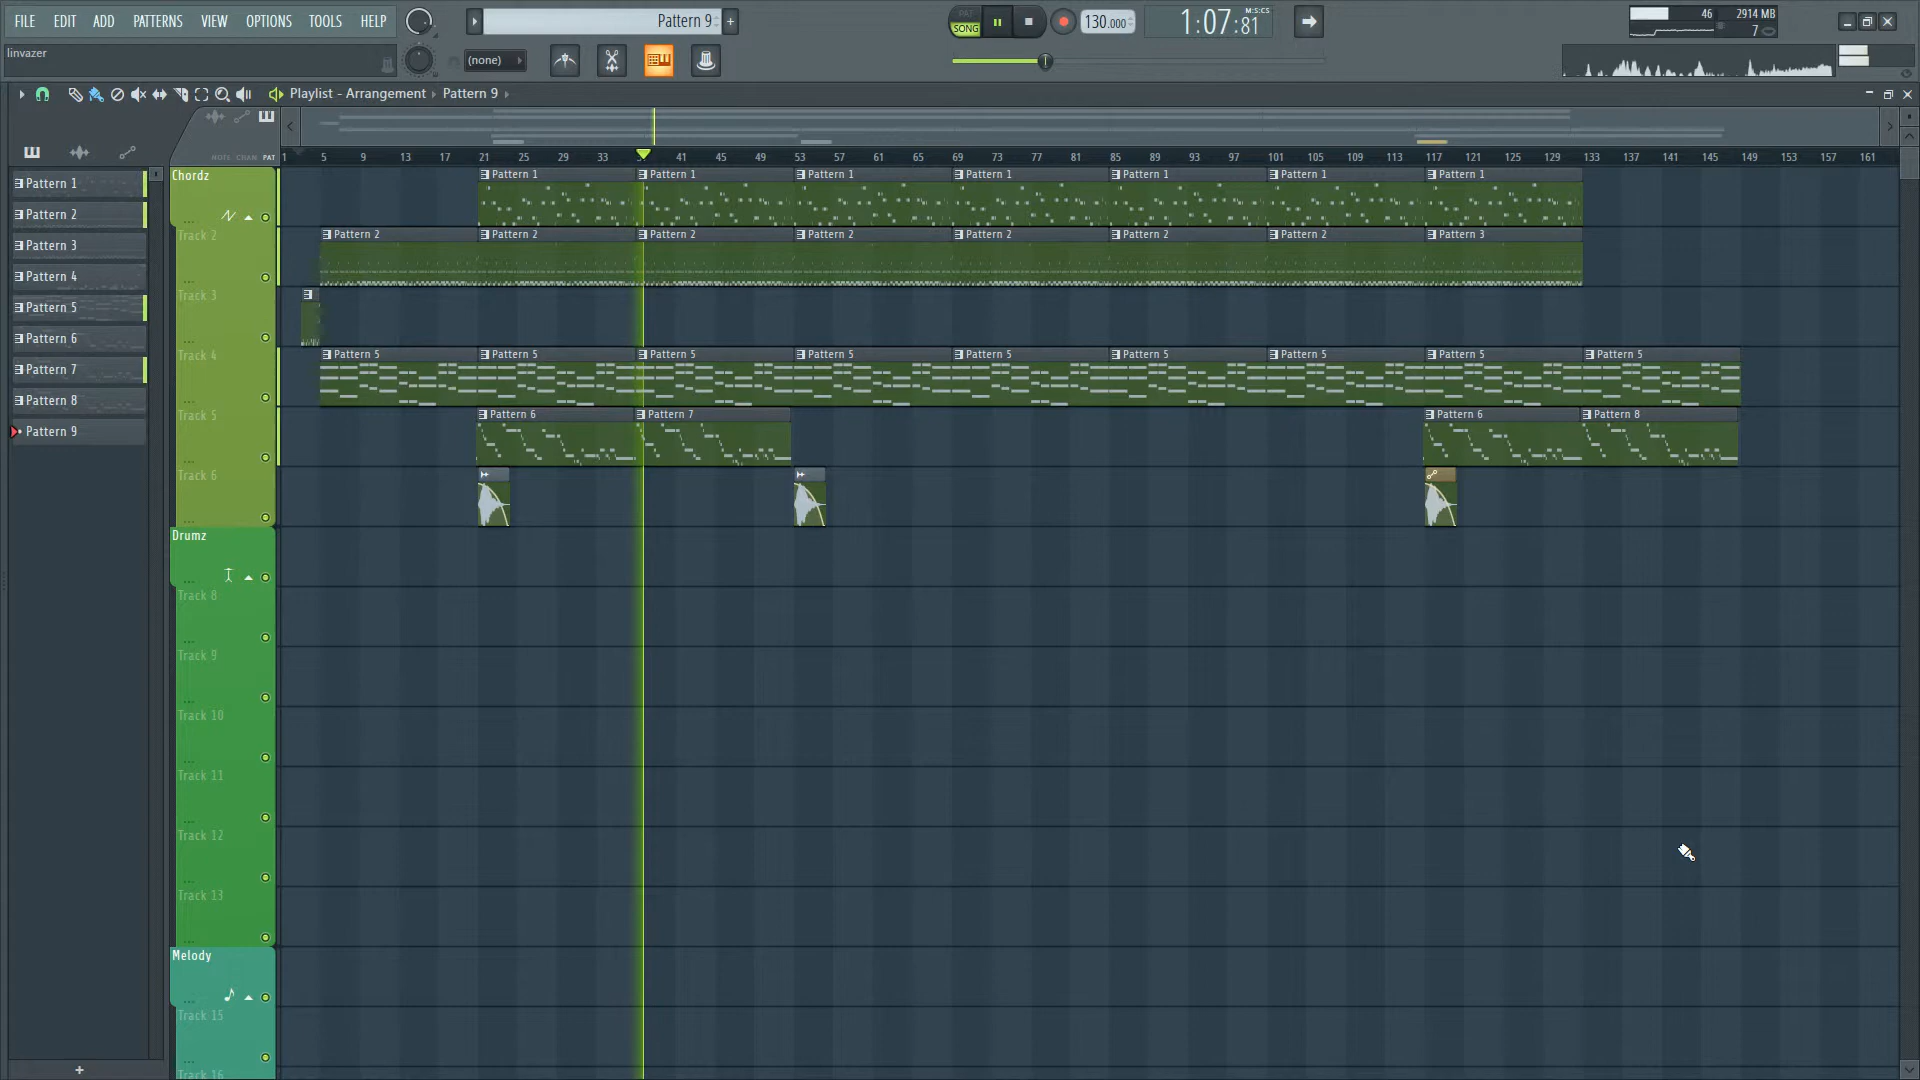 FILE EDIT ADD PATTERNS VIEW OPTIONS TOOLS HELP
Pattern 9 +
PAT
SONG
130.000
M:S:CS
1:07:81
46 2914 MB
7
linvazer
(none)
Playlist - Arrangement Pattern 9
NOTE CHAN PAT
1 5 9 13 17 21 25 29 33 41 45 49 53 57 61 65 69 73 77 81 85 89 93 97 101 105 109 113 117 121 125 129 133 137 141 145 149 153 157 161
Pattern 1
Pattern 2
Pattern 3
Pattern 4
Pattern 5
Pattern 6
Pattern 7
Pattern 8
Pattern 9
+
Chordz
Pattern 1 Pattern 1 Pattern 1 Pattern 1 Pattern 1 Pattern 1 Pattern 1
Track 2
Pattern 2 Pattern 2 Pattern 2 Pattern 2 Pattern 2 Pattern 2 Pattern 2 Pattern 3
Track 3
Track 4
Pattern 5 Pattern 5 Pattern 5 Pattern 5 Pattern 5 Pattern 5 Pattern 5 Pattern 5 Pattern 5
Track 5
Pattern 6 Pattern 7 Pattern 6 Pattern 8
Track 6
Drumz
Track 8
Track 9
Track 10
Track 11
Track 12
Track 13
Melody
Track 15
Track 16